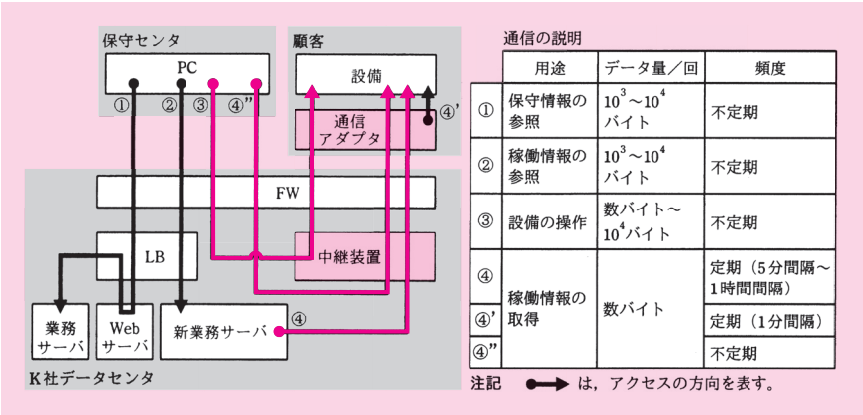 保守センタ
PC
① ② ③ ④”
顧客
設備
④’
通信
アダプタ
FW
LB
中継装置
業務
サーバ
Web
サーバ
新業務サーバ
④
K社データセンタ
通信の説明
用途 データ量／回 頻度
① 保守情報の参照 10³～10⁴バイト 不定期
② 稼働情報の参照 10³～10⁴バイト 不定期
③ 設備の操作 数バイト～10⁴バイト 不定期
④ 稼働情報の取得 数バイト 定期（5分間隔～1時間間隔）
④’ 定期（1分間隔）
④” 不定期
注記 は，アクセスの方向を表す。